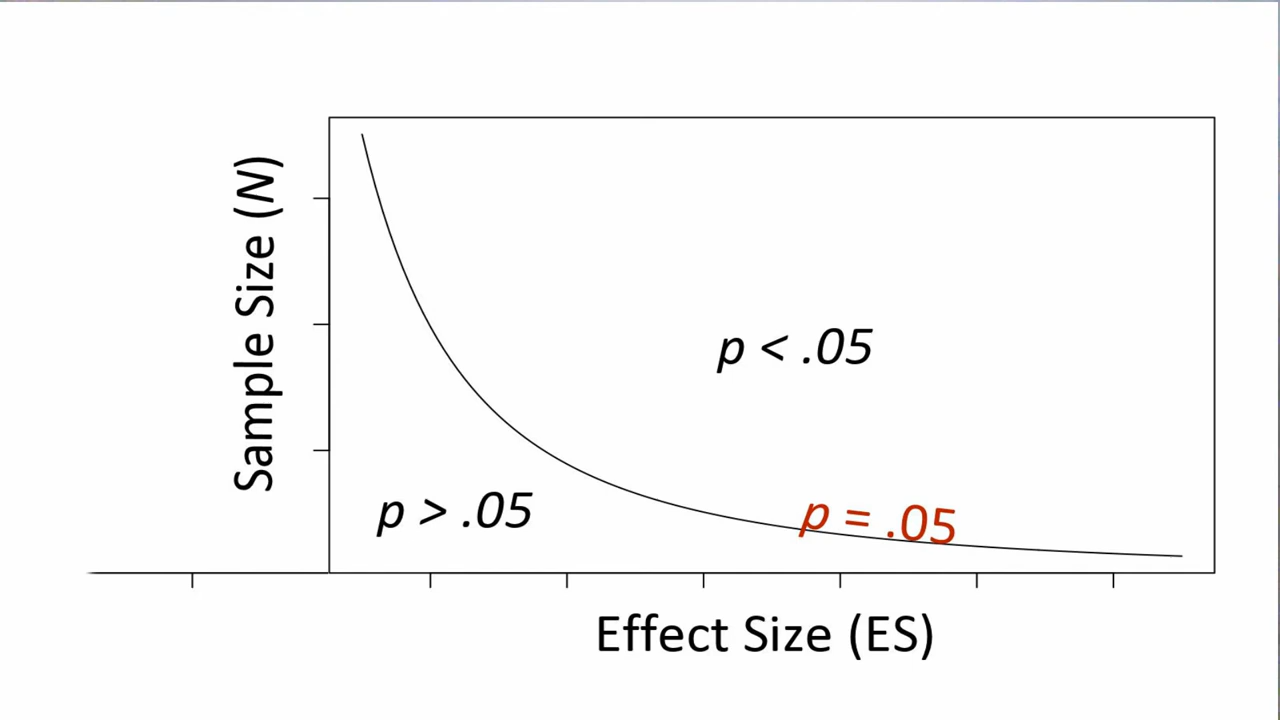 Sample Size (N)
p < .05
p > .05
p = .05
Effect Size (ES)